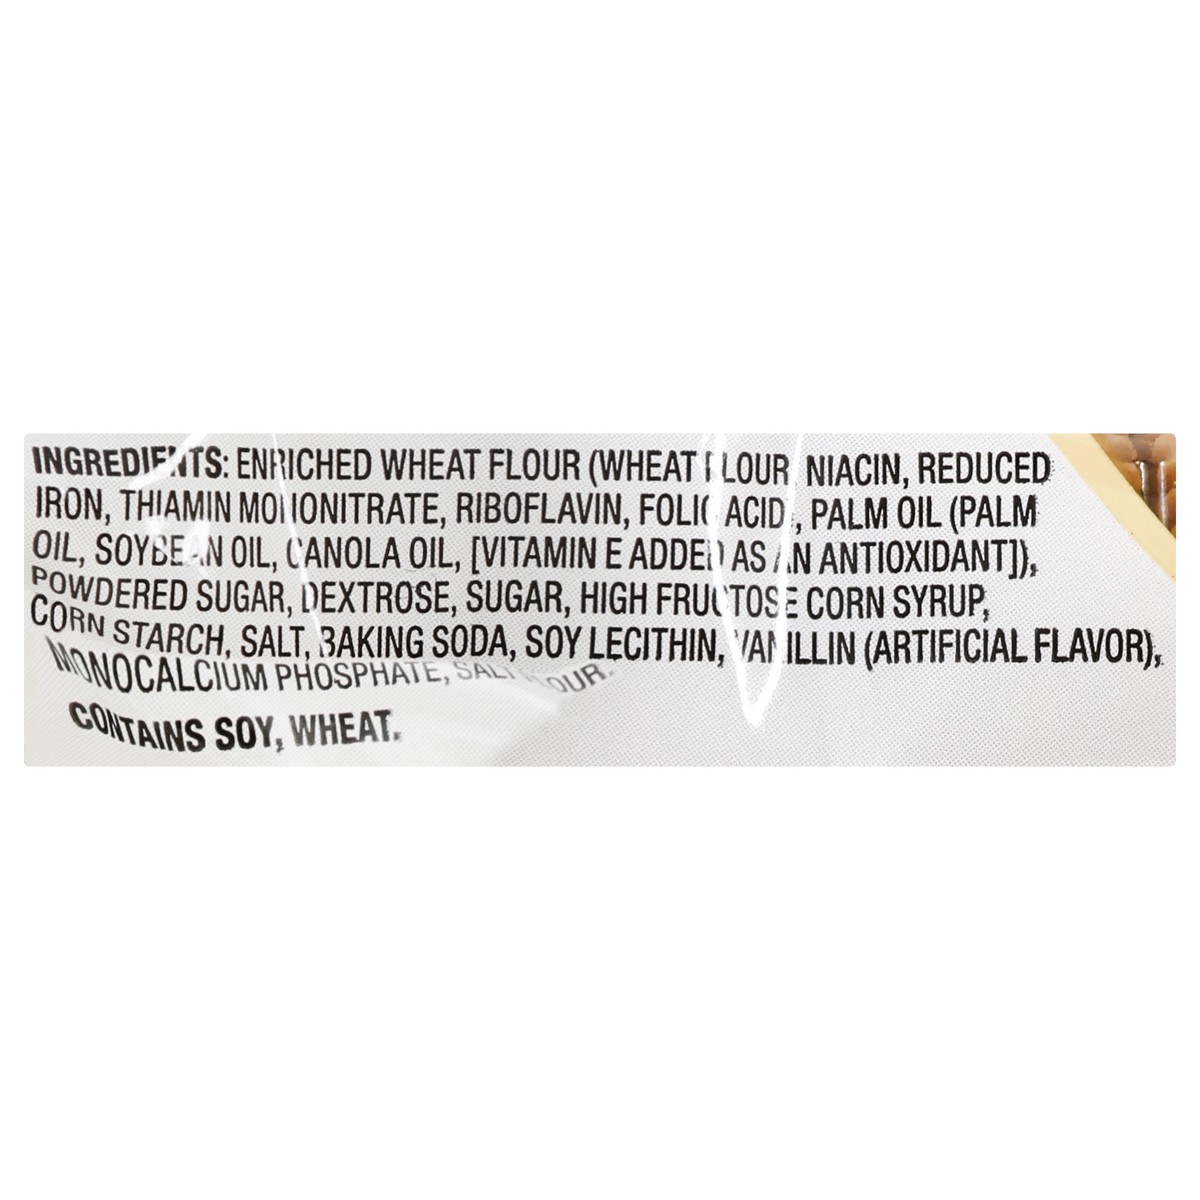 INGREDIENTS: ENRICHED WHEAT FLOUR (WHEAT FLOUR, NIACIN, REDUCED
IRON, THIAMIN MONONITRATE, RIBOFLAVIN, FOLIC ACID), PALM OIL (PALM
OIL, SOYBEAN OIL, CANOLA OIL, [VITAMIN E ADDED AS AN ANTIOXIDANT]),
POWDERED SUGAR, DEXTROSE, SUGAR, HIGH FRUCTOSE CORN SYRUP,
CORN STARCH, SALT, BAKING SODA, SOY LECITHIN, VANILLIN (ARTIFICIAL FLAVOR),
MONOCALCIUM PHOSPHATE,
CONTAINS SOY, WHEAT.